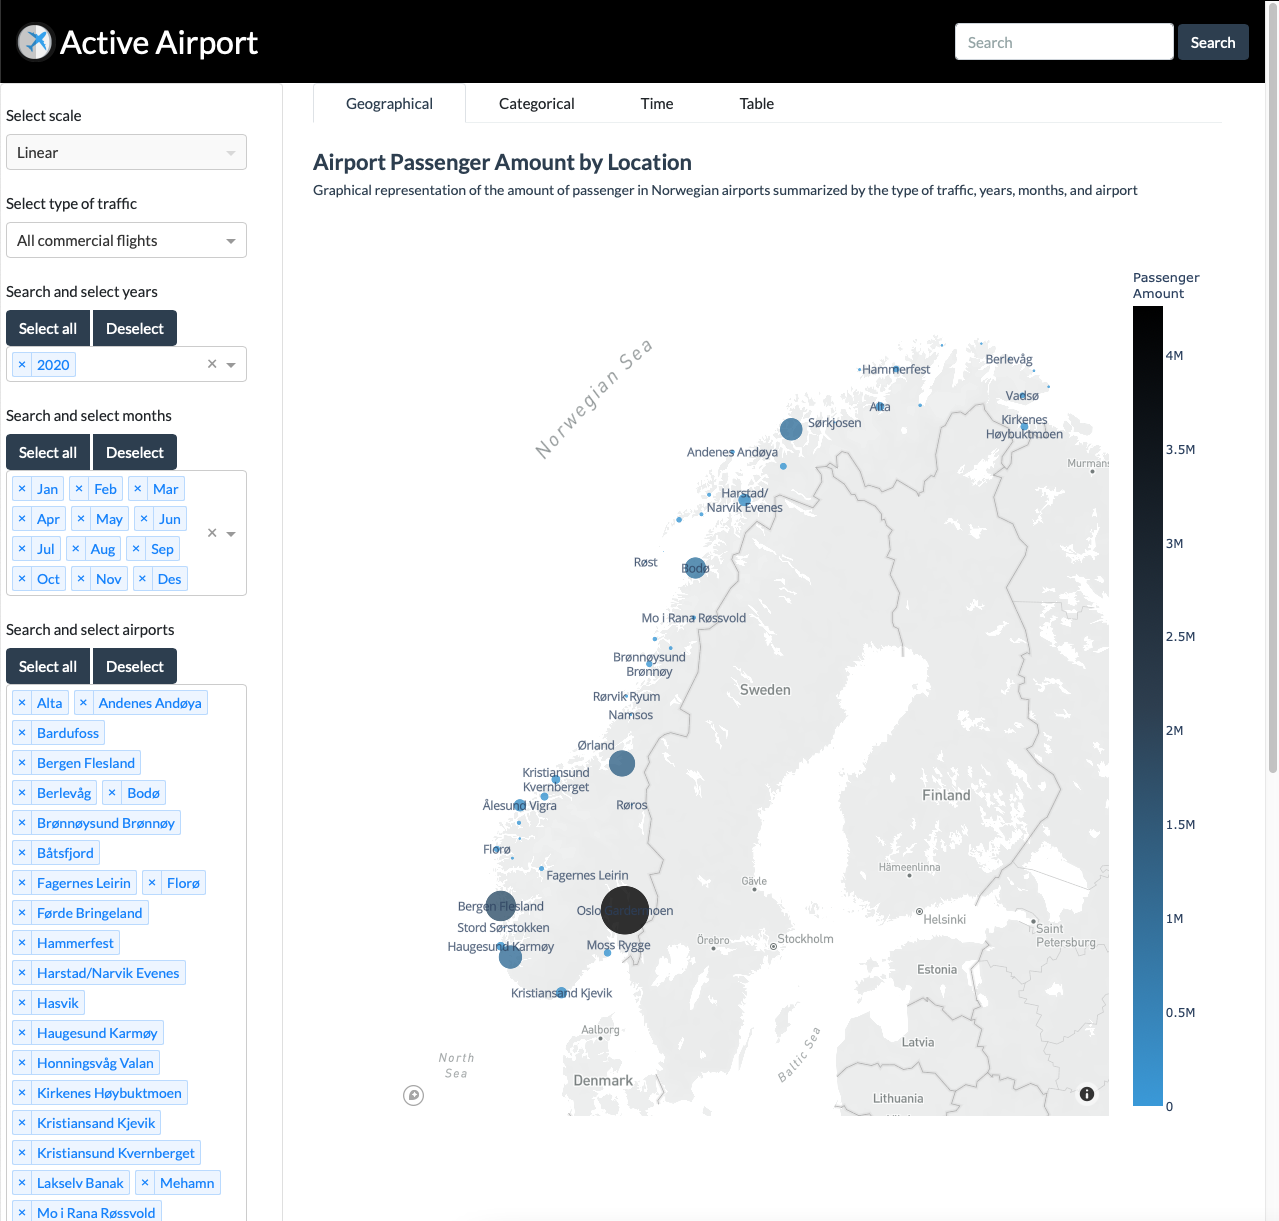 Active Airport
Search
Search
Select scale
Linear
Select type of traffic
All commercial flights
Search and select years
Select all
Deselect
× 2020
Search and select months
Select all
Deselect
× Jan × Feb × Mar
× Apr × May × Jun
× Jul × Aug × Sep
× Oct × Nov × Des
Search and select airports
Select all
Deselect
× Alta × Andenes Andøya
× Bardufoss
× Bergen Flesland
× Berlevåg × Bodø
× Brønnøysund Brønnøy
× Båtsfjord
× Fagernes Leirin × Florø
× Førde Bringeland
× Hammerfest
× Harstad/Narvik Evenes
× Hasvik
× Haugesund Karmøy
× Honningsvåg Valan
× Kirkenes Høybuktmoen
× Kristiansand Kjevik
× Kristiansund Kvernberget
× Lakselv Banak × Mehamn
× Mo i Rana Røssvold
Geographical
Categorical
Time
Table
Airport Passenger Amount by Location
Graphical representation of the amount of passenger in Norwegian airports summarized by the type of traffic, years, months, and airport
Norwegian Sea
Berlevåg
Hammerfest
Vadsø
Alta
Kirkenes
Høybuktmoen
Sørkjosen
Andenes Andøya
Murmans
Harstad/
Narvik Evenes
Røst
Bodø
Mo i Rana Røssvold
Brønnøysund
Brønnøy
Sweden
Rørvik Ryum
Namsos
Ørland
Kristiansund
Kvernberget
Ålesund Vigra
Røros
Finland
Florø
Hämeenlinna
Fagernes Leirin
Gävle
Bergen Flesland
Oslo Gardermoen
Helsinki
Stord Sørstokken
Saint
Petersburg
Haugesund Karmøy
Moss Rygge
Örebro
Stockholm
Estonia
Kristiansand Kjevik
Aalborg
Baltic Sea
Latvia
North
Sea
Denmark
Lithuania
Passenger
Amount
4M
3.5M
3M
2.5M
2M
1.5M
1M
0.5M
0